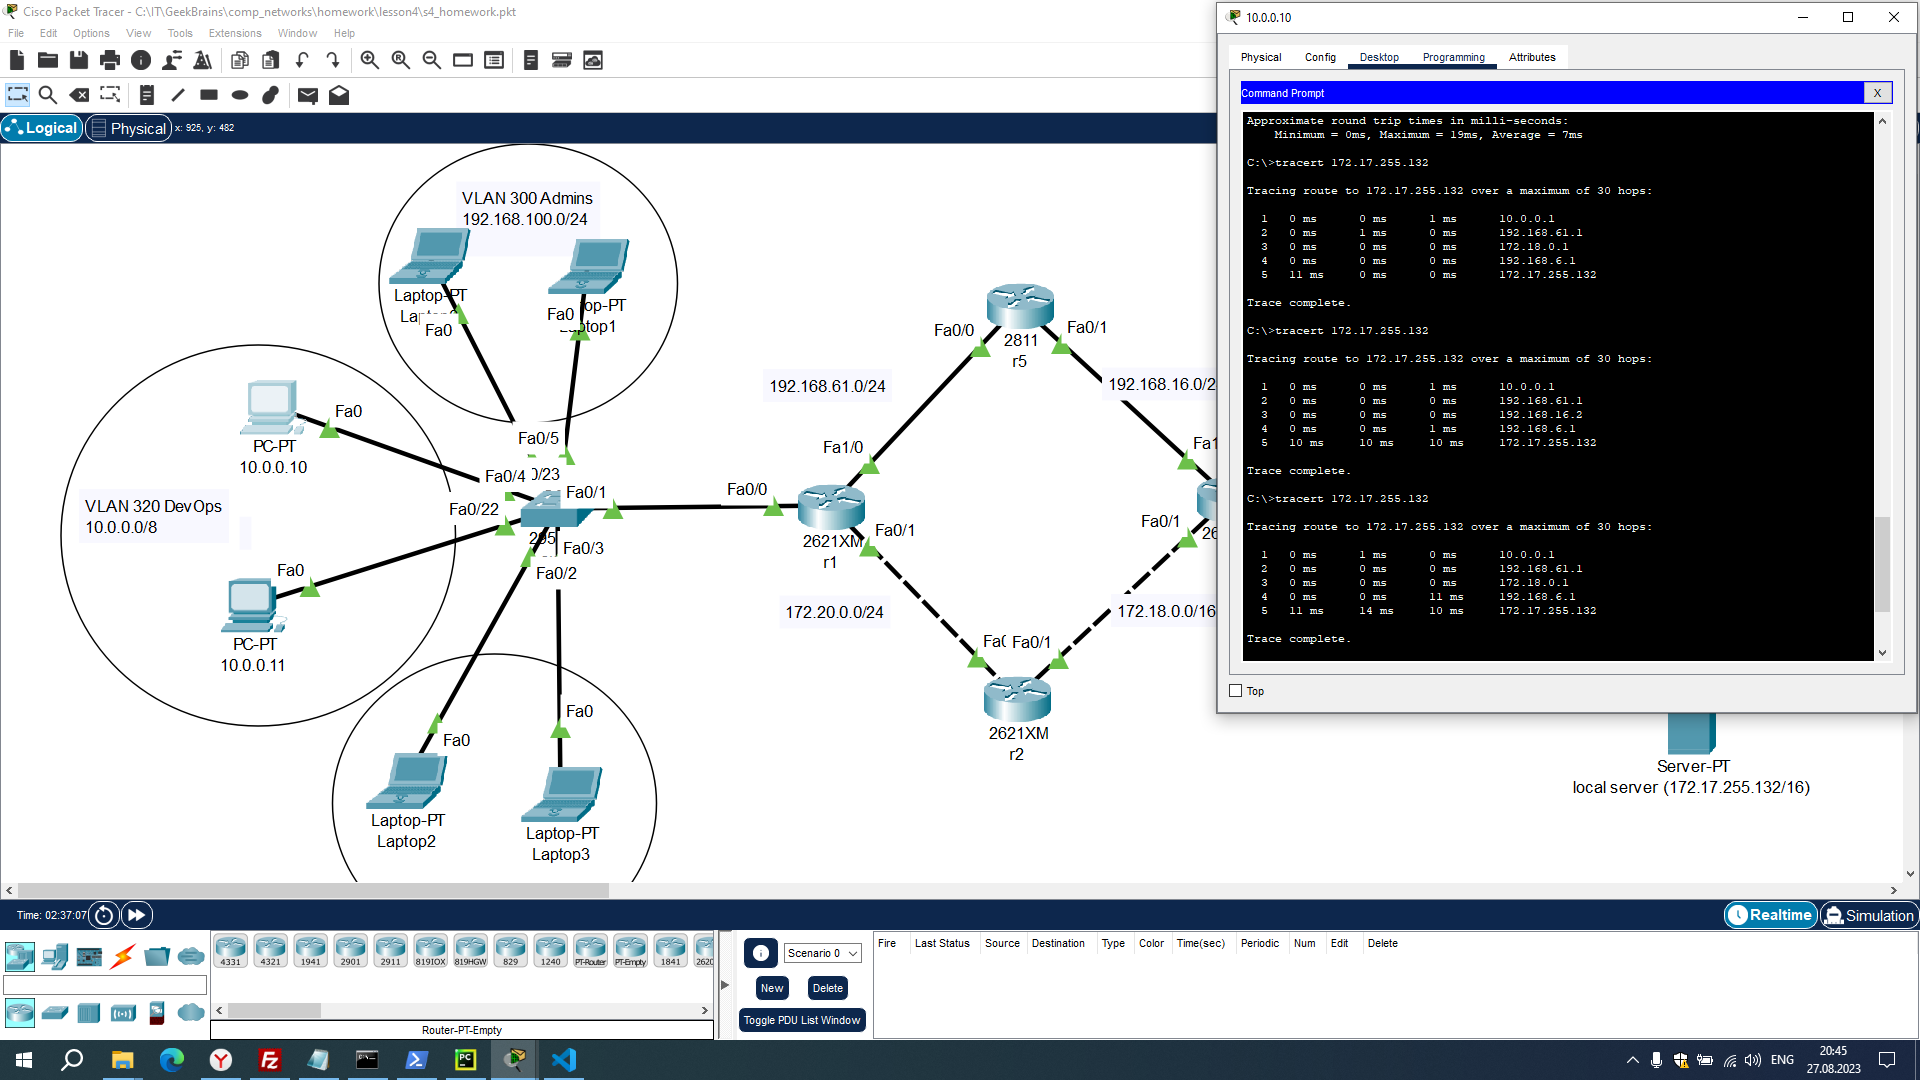 Cisco Packet Tracer - C:\IT\GeekBrains\comp_networks\homework\lesson4\s4_homework.pkt
File Edit Options View Tools Extensions Window Help
Logical Physical x: 925, y: 482
VLAN 300 Admins
192.168.100.0/24
Laptop-PT
Fa0
Fa0
top-PT
Laptop1
VLAN 320 DevOps
10.0.0.0/8
PC-PT
10.0.0.10
Fa0
PC-PT
10.0.0.11
Fa0
Fa0/5
0/23
Fa0/4
Fa0/1
Fa0/22
295
Fa0/3
Fa0/2
Fa0
Fa0
Laptop-PT
Laptop2
Laptop-PT
Laptop3
Fa0/0
2621XM
r1
Fa1/0
Fa0/1
192.168.61.0/24
172.20.0.0/24
Fa0/0
Fa0/1
2811
r5
192.168.16.0/2
Fa1
Fa0/1
26
172.18.0.0/16
Fa0/1
2621XM
r2
Server-PT
local server (172.17.255.132/16)
10.0.0.10
Physical Config Desktop Programming Attributes
Command Prompt X
Approximate round trip times in milli-seconds:
Minimum = 0ms, Maximum = 19ms, Average = 7ms
C:\>tracert 172.17.255.132
Tracing route to 172.17.255.132 over a maximum of 30 hops:
1 0 ms 0 ms 1 ms 10.0.0.1
2 0 ms 1 ms 0 ms 192.168.61.1
3 0 ms 0 ms 0 ms 172.18.0.1
4 0 ms 0 ms 0 ms 192.168.6.1
5 11 ms 0 ms 0 ms 172.17.255.132
Trace complete.
C:\>tracert 172.17.255.132
Tracing route to 172.17.255.132 over a maximum of 30 hops:
1 0 ms 0 ms 1 ms 10.0.0.1
2 0 ms 0 ms 0 ms 192.168.61.1
3 0 ms 0 ms 0 ms 192.168.16.2
4 0 ms 0 ms 1 ms 192.168.6.1
5 10 ms 10 ms 10 ms 172.17.255.132
Trace complete.
C:\>tracert 172.17.255.132
Tracing route to 172.17.255.132 over a maximum of 30 hops:
1 0 ms 1 ms 0 ms 10.0.0.1
2 0 ms 0 ms 0 ms 192.168.61.1
3 0 ms 0 ms 0 ms 172.18.0.1
4 0 ms 0 ms 11 ms 192.168.6.1
5 11 ms 14 ms 10 ms 172.17.255.132
Trace complete.
Top
Time: 02:37:07
Realtime Simulation
4331 4321 1941 2901 2911 819IOX 819HGW 829 1240 PT-Router PT-Empty 1841 2620
Router-PT-Empty
Scenario 0
New Delete
Toggle PDU List Window
Fire Last Status Source Destination Type Color Time(sec) Periodic Num Edit Delete
ENG
20:45
27.08.2023